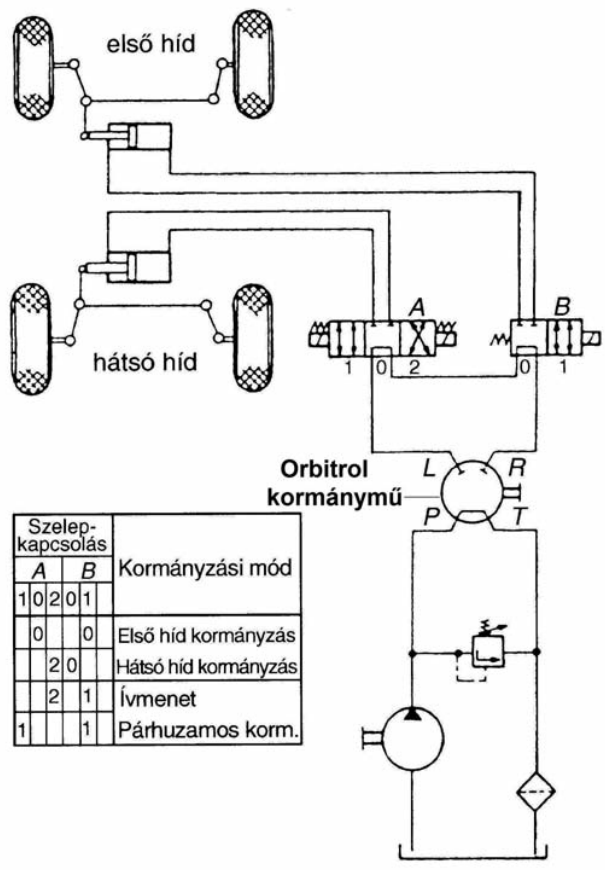 első híd
A
B
1 0 2
0 1
hátsó híd
Orbitrol
kormánymű
L R
P T
Szelep-
kapcsolás
A B
Kormányzási mód
1 0 2 0 1
0 0 Első híd kormányzás
2 0 Hátsó híd kormányzás
2 1 Ívmenet
1 1 Párhuzamos korm.